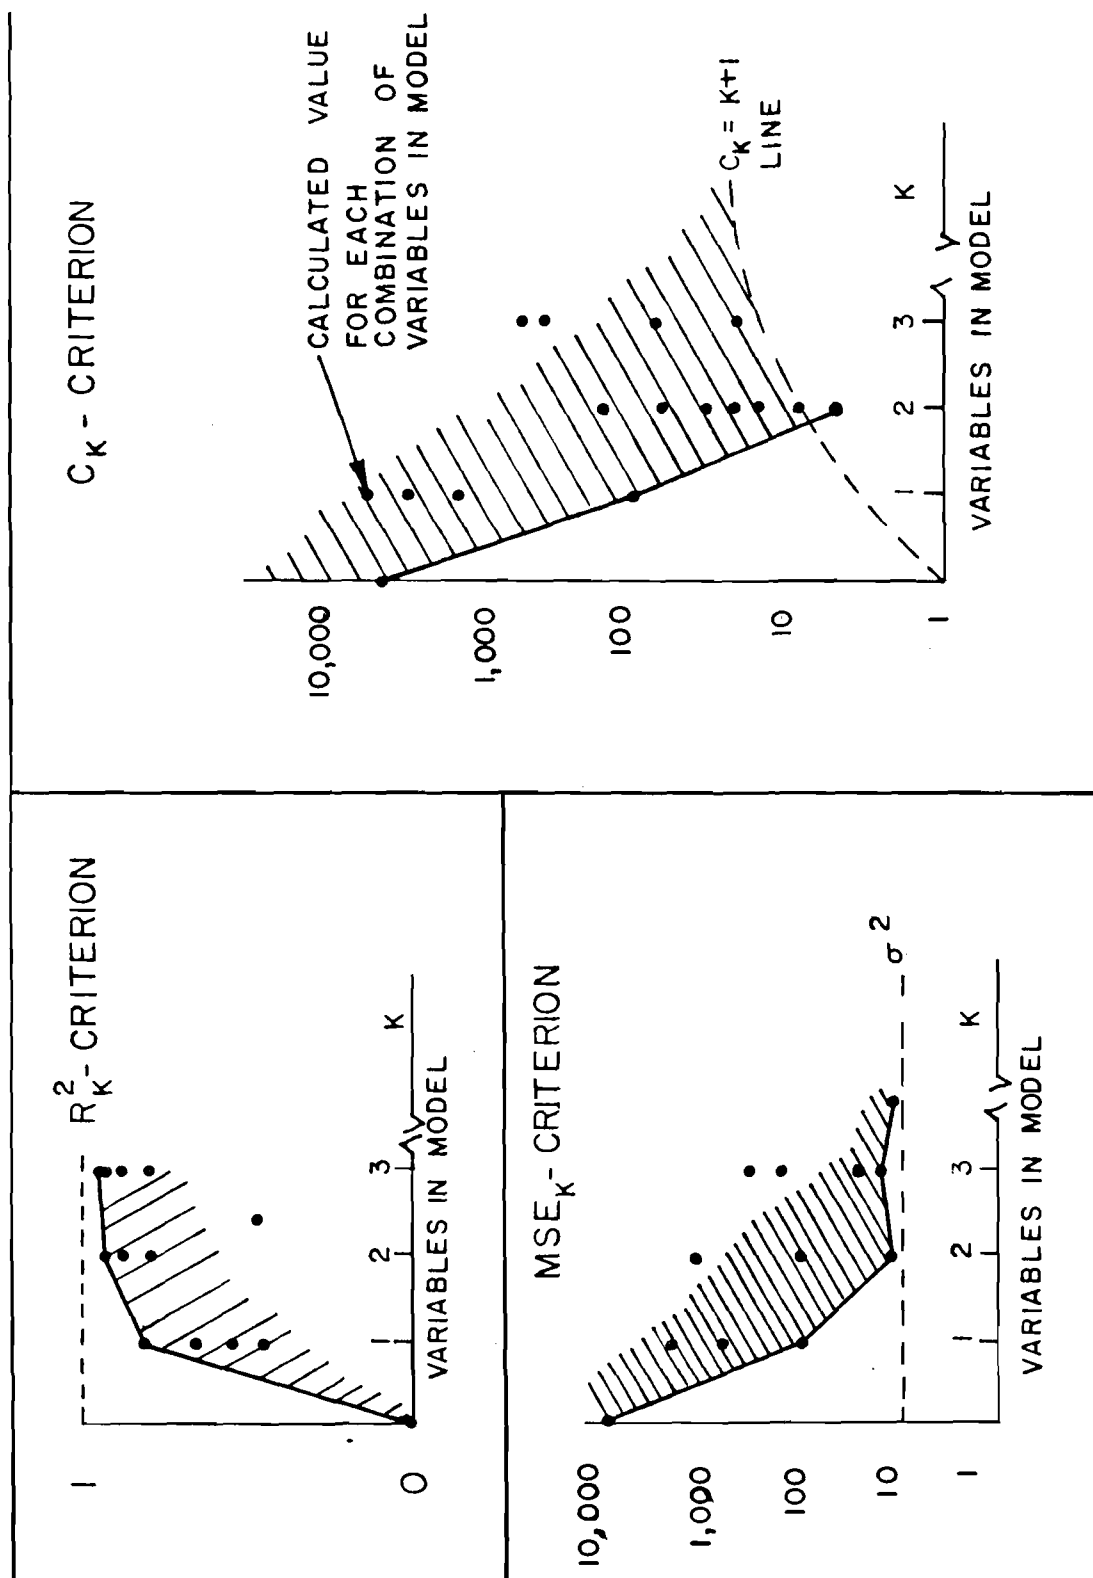 R²K - CRITERION
1
0
1 2 3 K
VARIABLES IN MODEL
MSEK - CRITERION
10,000
1,000
100
10
1
σ²
1 2 3 K
VARIABLES IN MODEL
CK - CRITERION
10,000
1,000
100
10
1
CALCULATED VALUE
FOR EACH
COMBINATION OF
VARIABLES IN MODEL
CK = K+1
LINE
1 2 3 K
VARIABLES IN MODEL